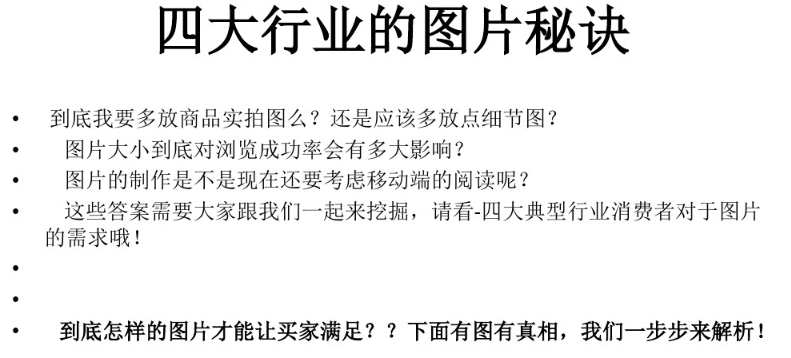 四大行业的图片秘诀
• 到底我要多放商品实拍图么？还是应该多放点细节图？
• 图片大小到底对浏览成功率会有多大影响？
• 图片的制作是不是现在还要考虑移动端的阅读呢？
• 这些答案需要大家跟我们一起来挖掘，请看-四大典型行业消费者对于图片
的需求哦！
•
•
• 到底怎样的图片才能让买家满足？？下面有图有真相，我们一步步来解析！